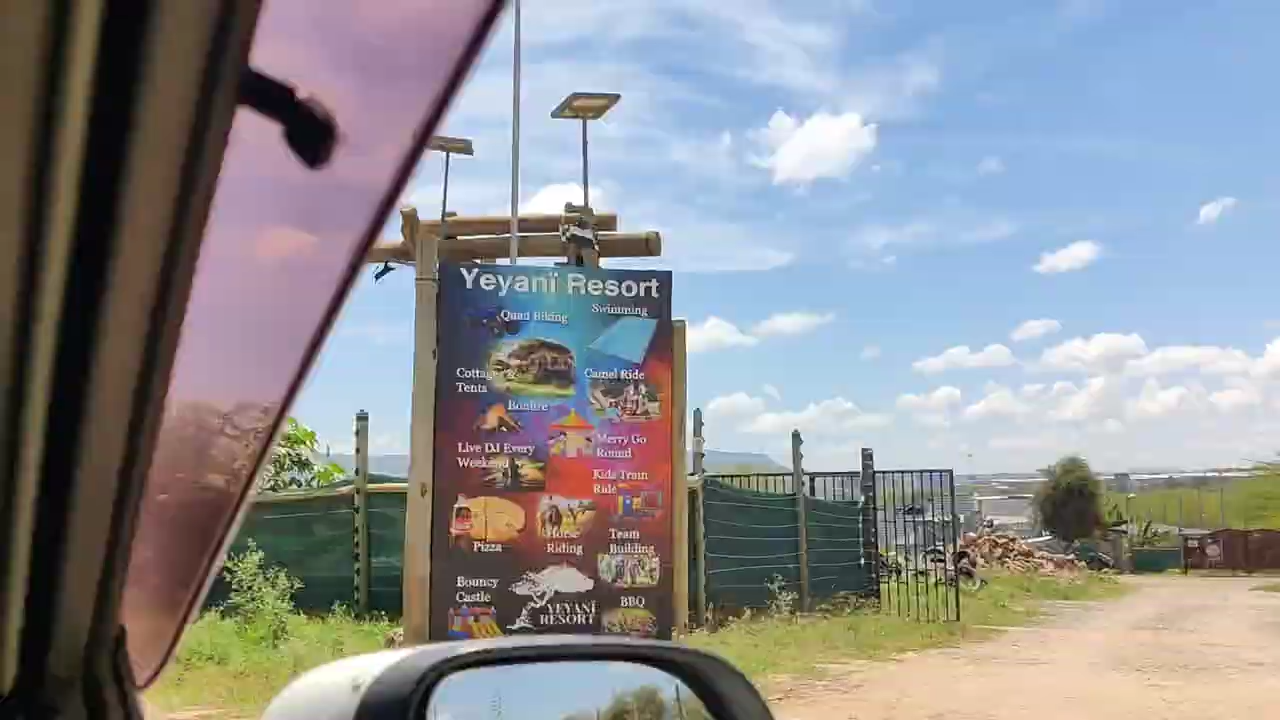 Yeyani Resort
Quad Biking
Swimming
Cottage &
Tents
Camel Ride
Bonfire
Live DJ Every
Weekend
Merry Go
Round
Kids Train
Ride
Pizza
Horse
Riding
Team
Building
Bouncy
Castle
YEYANI
RESORT
BBQ